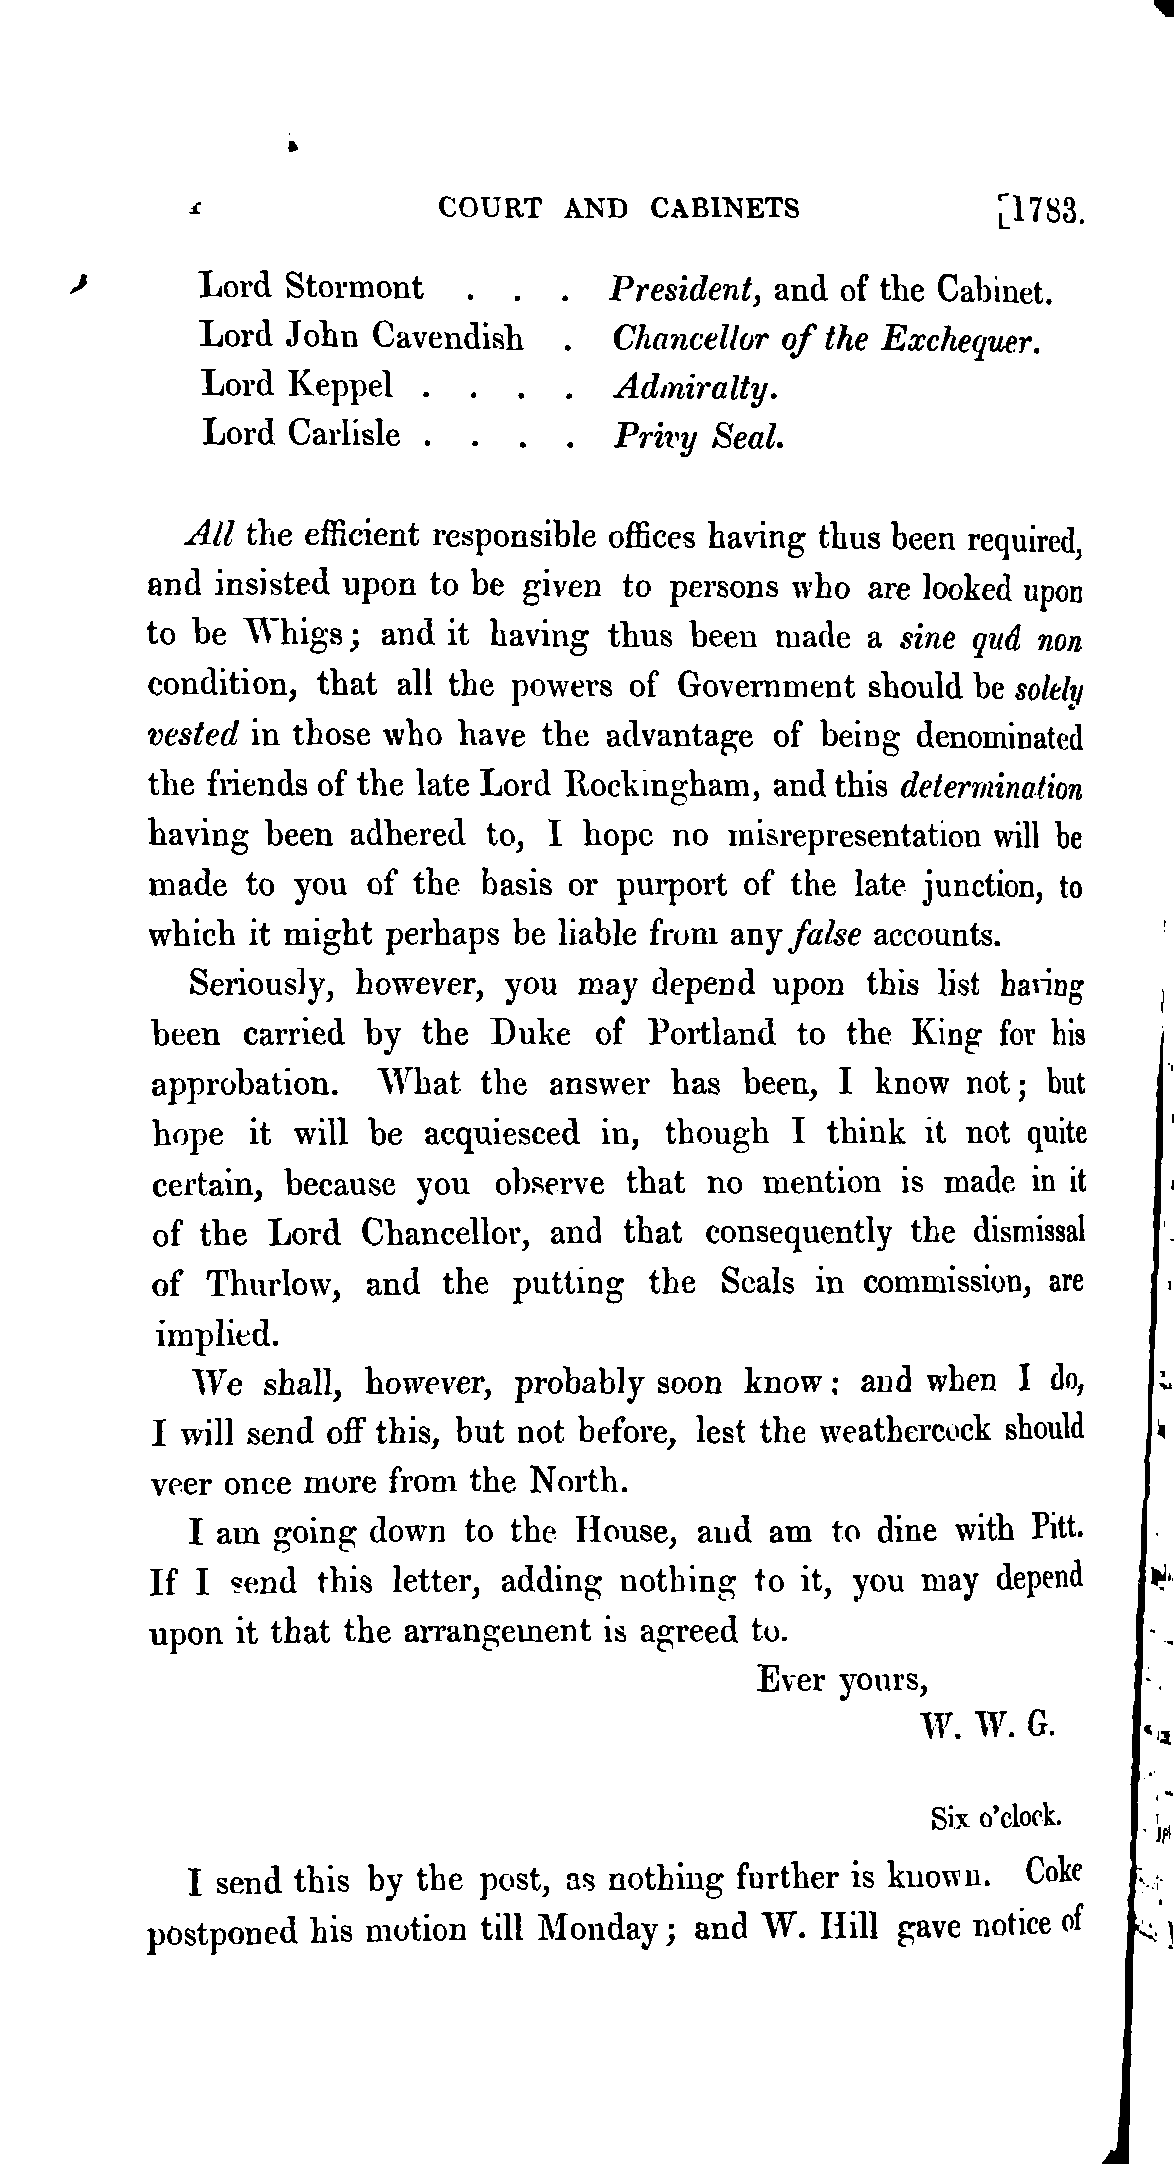 COURT AND CABINETS [1783.
Lord Stormont . . . President, and of the Cabinet.
Lord John Cavendish . Chancellor of the Exchequer.
Lord Keppel . . . . Admiralty.
Lord Carlisle . . . . Privy Seal.
All the efficient responsible offices having thus been required,
and insisted upon to be given to persons who are looked upon
to be Whigs; and it having thus been made a sine quâ non
condition, that all the powers of Government should be solely
vested in those who have the advantage of being denominated
the friends of the late Lord Rockingham, and this determination
having been adhered to, I hope no misrepresentation will be
made to you of the basis or purport of the late junction, to
which it might perhaps be liable from any false accounts.
Seriously, however, you may depend upon this list having
been carried by the Duke of Portland to the King for his
approbation. What the answer has been, I know not; but
hope it will be acquiesced in, though I think it not quite
certain, because you observe that no mention is made in it
of the Lord Chancellor, and that consequently the dismissal
of Thurlow, and the putting the Seals in commission, are
implied.
We shall, however, probably soon know; and when I do,
I will send off this, but not before, lest the weathercock should
veer once more from the North.
I am going down to the House, and am to dine with Pitt.
If I send this letter, adding nothing to it, you may depend
upon it that the arrangement is agreed to.
Ever yours,
W. W. G.
Six o'clock.
I send this by the post, as nothing further is known. Coke
postponed his motion till Monday; and W. Hill gave notice of